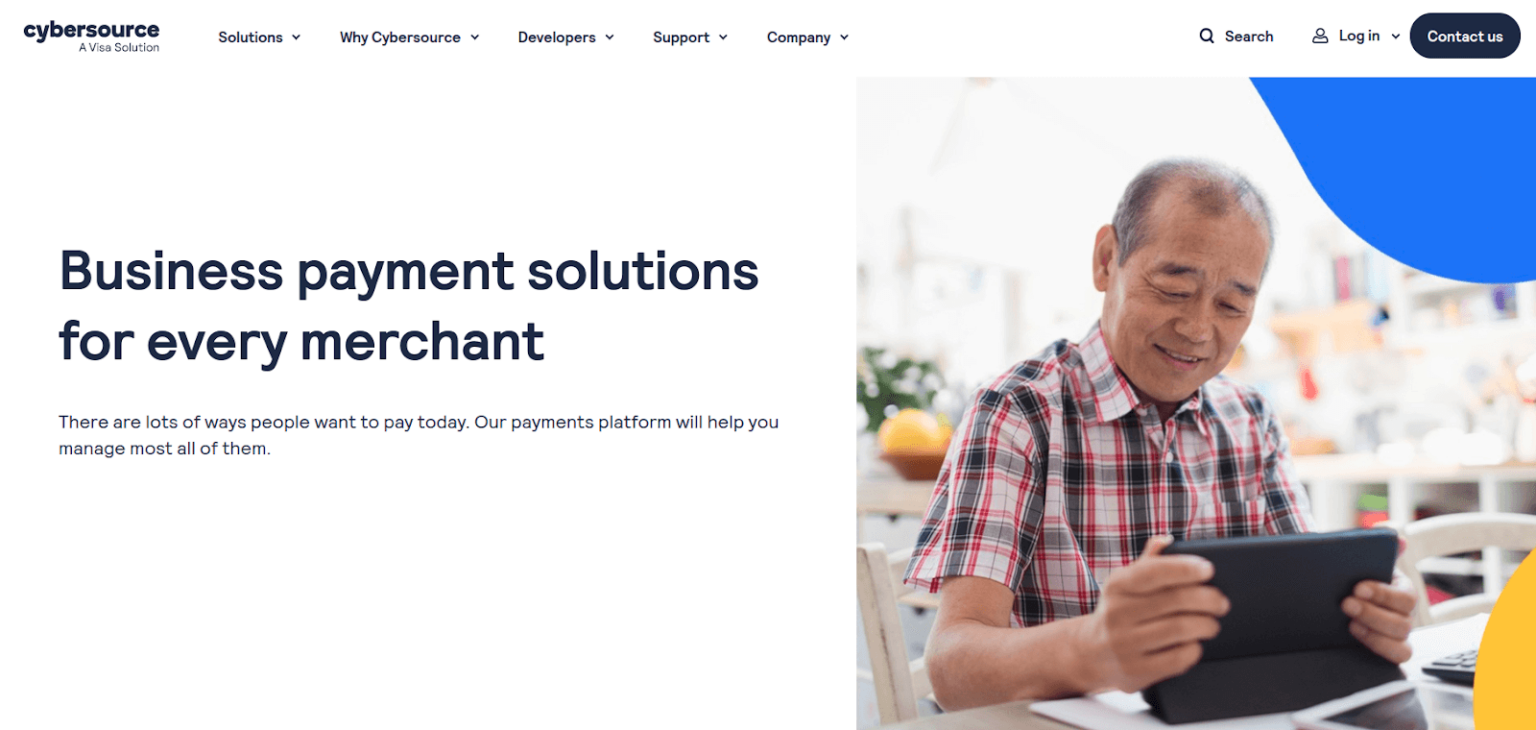 cybersource
A Visa Solution
Solutions
Why Cybersource
Developers
Support
Company
Search
Log in
Contact us
Business payment solutions
for every merchant
There are lots of ways people want to pay today. Our payments platform will help you
manage most all of them.